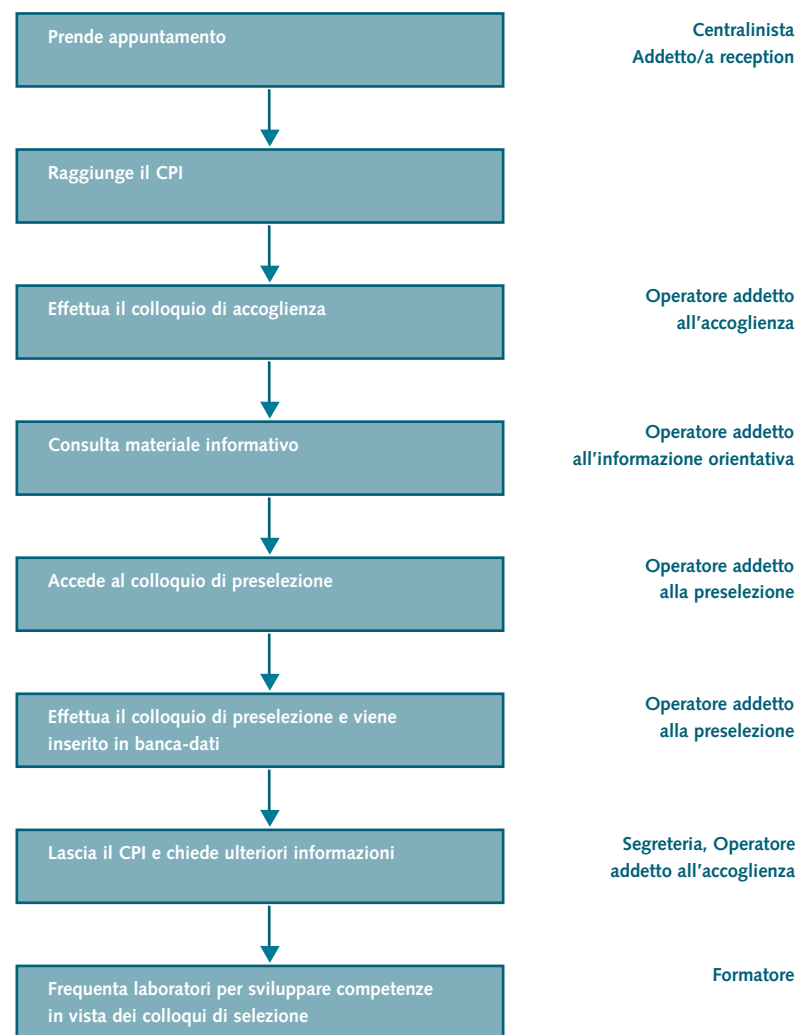 Prende appuntamento
Centralinista
Addetto/a reception
Raggiunge il CPI
Effettua il colloquio di accoglienza
Operatore addetto
all'accoglienza
Consulta materiale informativo
Operatore addetto
all'informazione orientativa
Accede al colloquio di preselezione
Operatore addetto
alla preselezione
Effettua il colloquio di preselezione e viene
inserito in banca-dati
Operatore addetto
alla preselezione
Lascia il CPI e chiede ulteriori informazioni
Segreteria, Operatore
addetto all'accoglienza
Frequenta laboratori per sviluppare competenze
in vista dei colloqui di selezione
Formatore